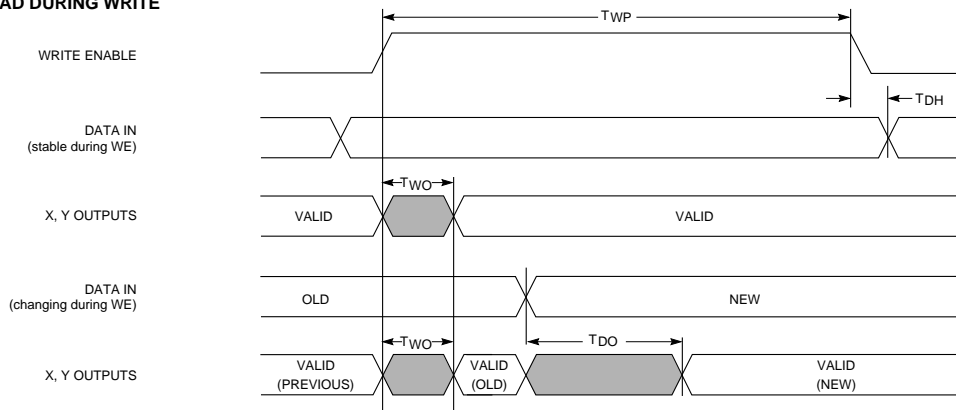 AD DURING WRITE
TWP
WRITE ENABLE
TDH
DATA IN
(stable during WE)
TWO
X, Y OUTPUTS
VALID
VALID
DATA IN
(changing during WE)
OLD
NEW
TWO
TDO
X, Y OUTPUTS
VALID
(PREVIOUS)
VALID
(OLD)
VALID
(NEW)